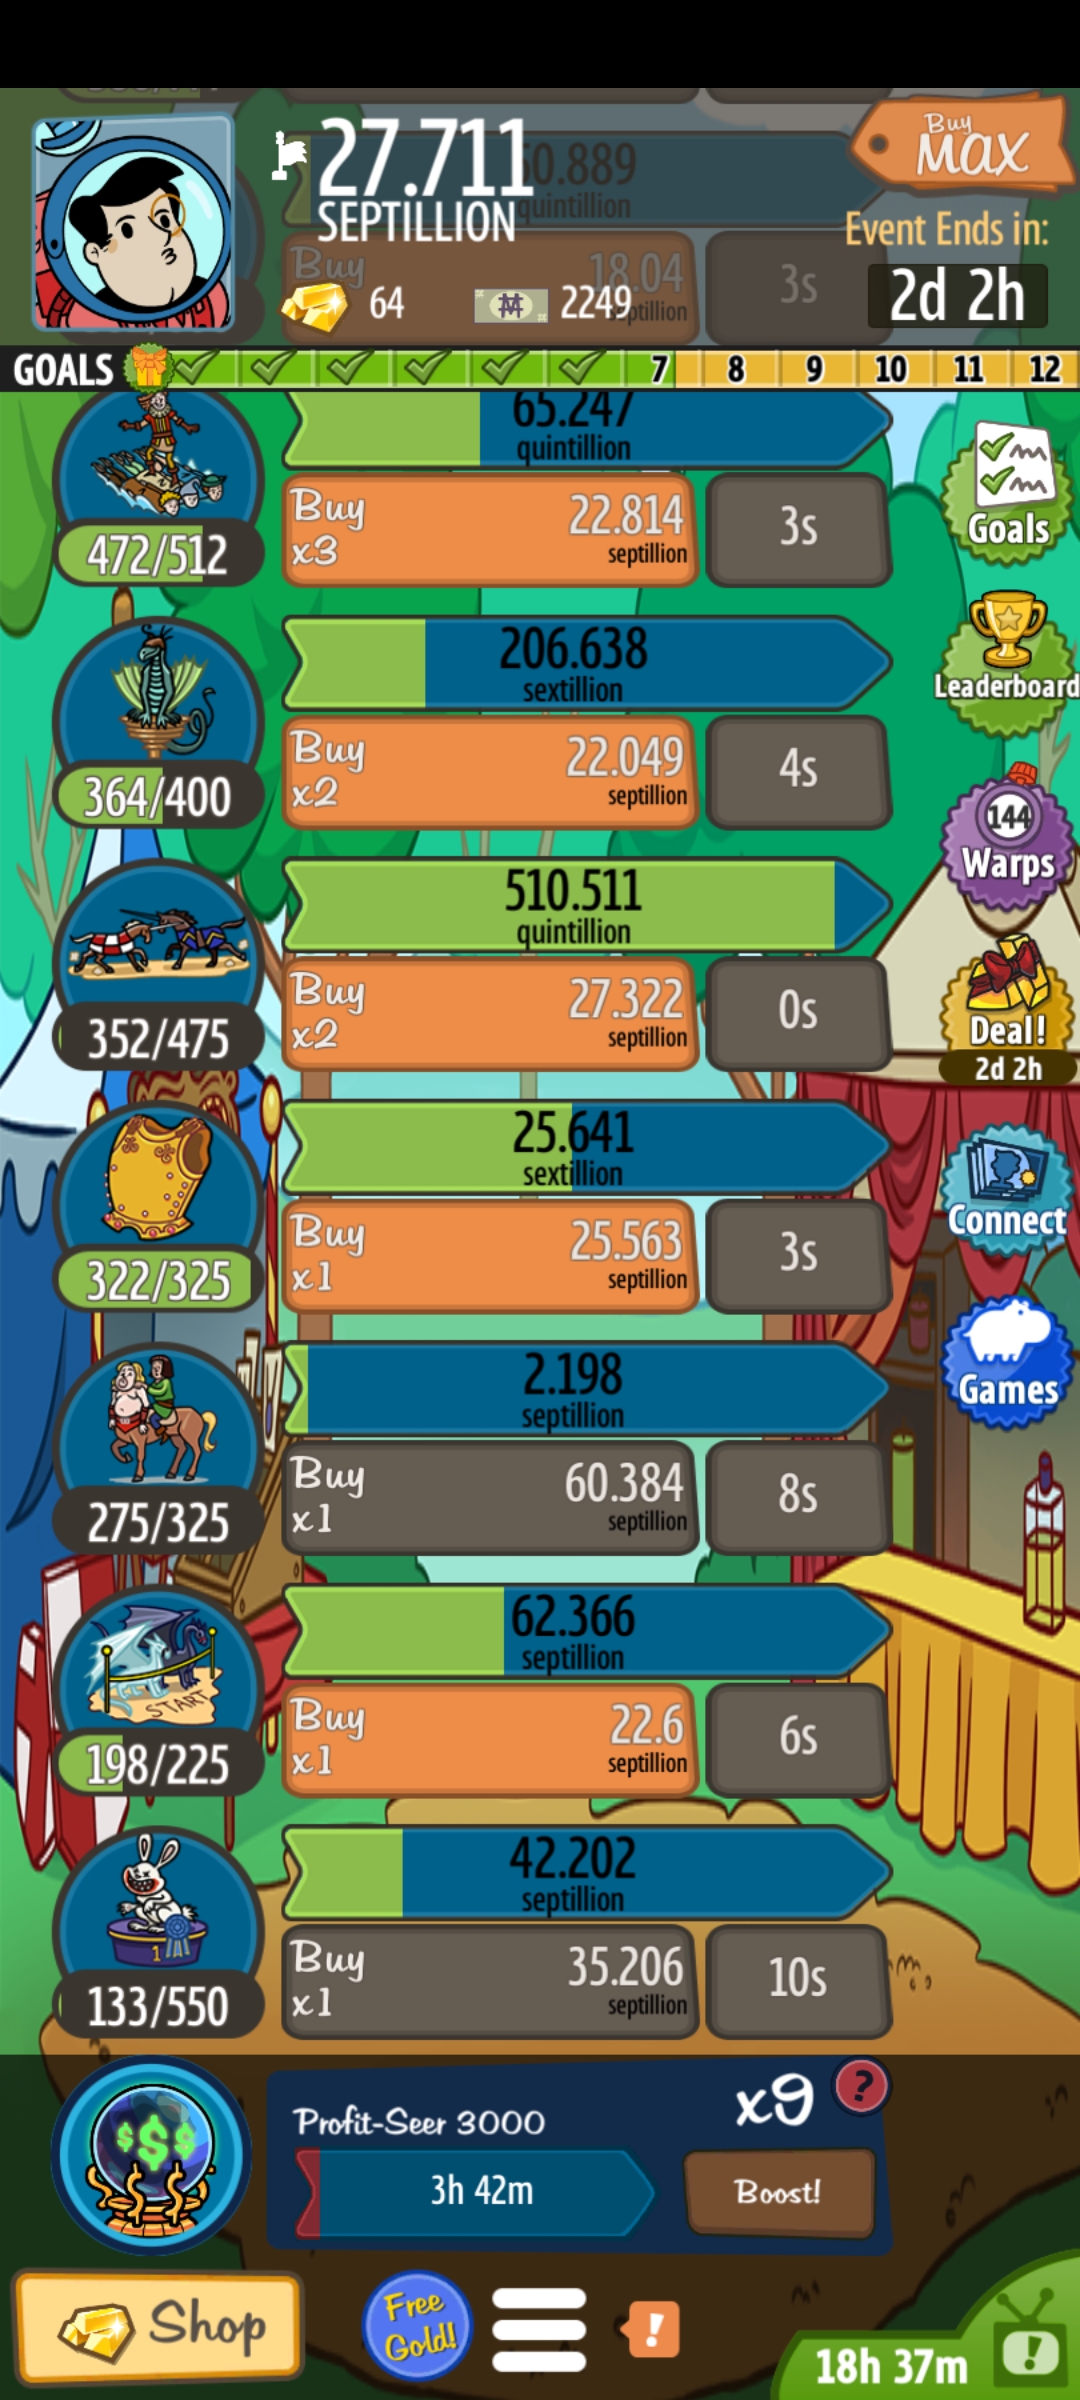 27.711
SEPTILLION
60.889
quintillion
Buy
MAX
Event Ends in:
2d 2h
Buy
18.04
septillion
3s
64
2249
GOALS
7 8 9 10 11 12
65.247
quintillion
472/512
Buy
x3
22.814
septillion
3s
Goals
206.638
sextillion
364/400
Buy
x2
22.049
septillion
4s
Leaderboard
144
Warps
510.511
quintillion
352/475
Buy
x2
27.322
septillion
0s
Deal!
2d 2h
25.641
sextillion
322/325
Buy
x1
25.563
septillion
3s
Connect
2.198
septillion
275/325
Buy
x1
60.384
septillion
8s
Games
62.366
septillion
START
198/225
Buy
x1
22.6
septillion
6s
42.202
septillion
1
133/550
Buy
x1
35.206
septillion
10s
$$$
Profit-Seer 3000
x9
?
3h 42m
Boost!
Shop
Free
Gold!
!
18h 37m
!